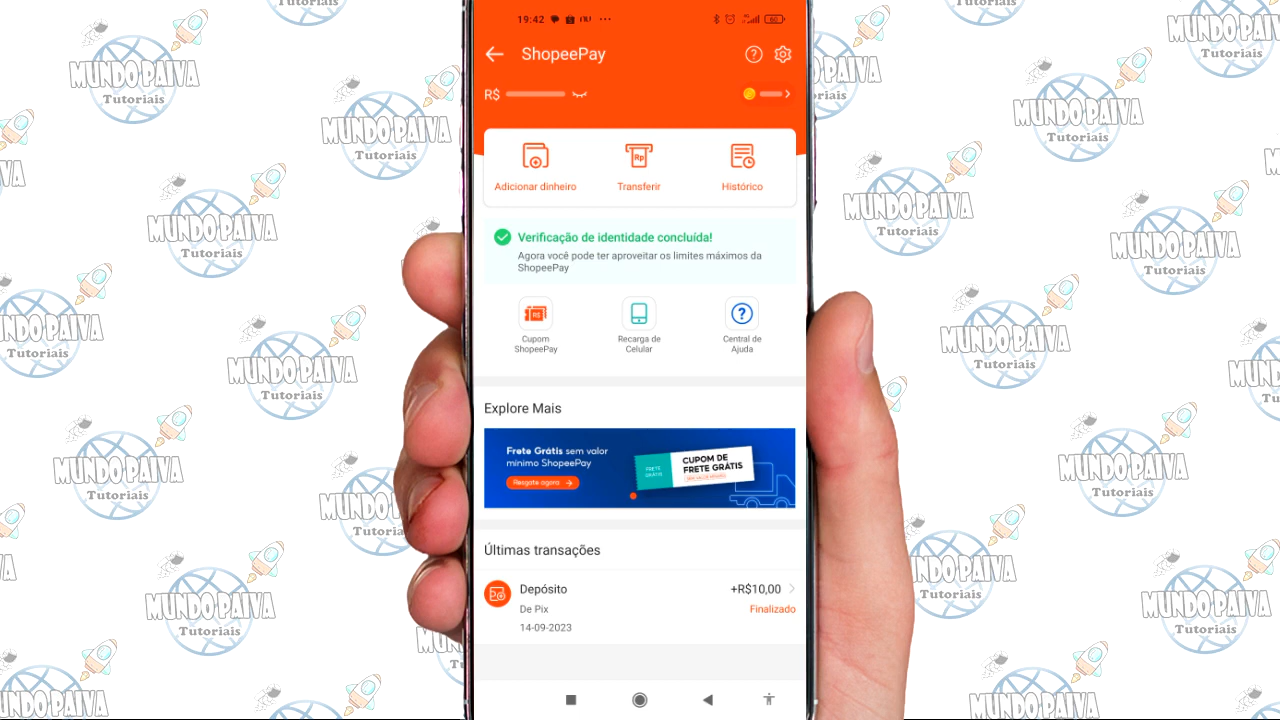 19:42
60
ShopeePay
R$
Adicionar dinheiro
Transferir
Histórico
Rp
Verificação de identidade concluída!
Agora você pode ter aproveitar os limites máximos da
ShopeePay
R$
Cupom
ShopeePay
Recarga de
Celular
Central de
Ajuda
Explore Mais
Frete Grátis sem valor
mínimo ShopeePay
Resgate agora
FRETE
GRÁTIS
CUPOM DE
FRETE GRÁTIS
Últimas transações
Depósito
+R$10,00
De Pix
Finalizado
14-09-2023
MUNDO PAIVA
Tutoriais